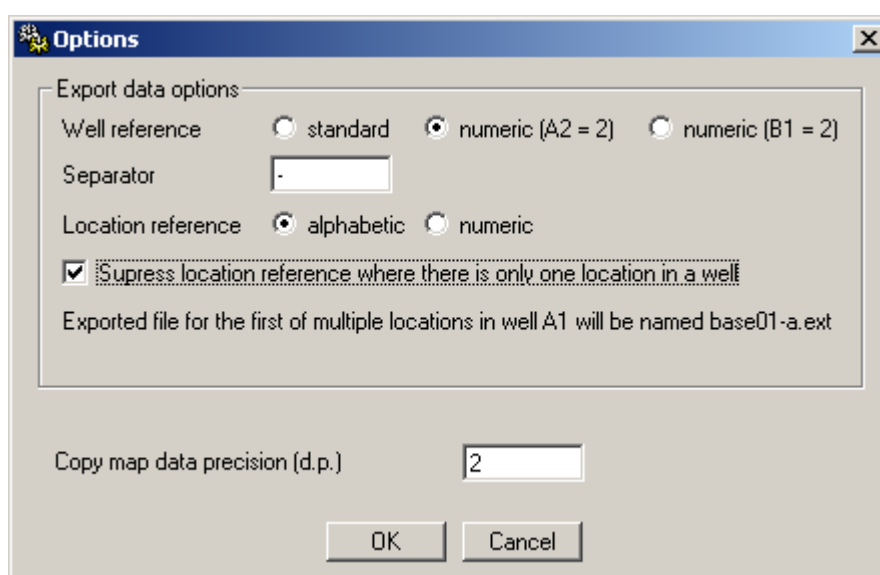 Options
Export data options
Well reference standard numeric (A2 = 2) numeric (B1 = 2)
Separator -
Location reference alphabetic numeric
Supress location reference where there is only one location in a well
Exported file for the first of multiple locations in well A1 will be named base01-a.ext
Copy map data precision (d.p.) 2
OK Cancel